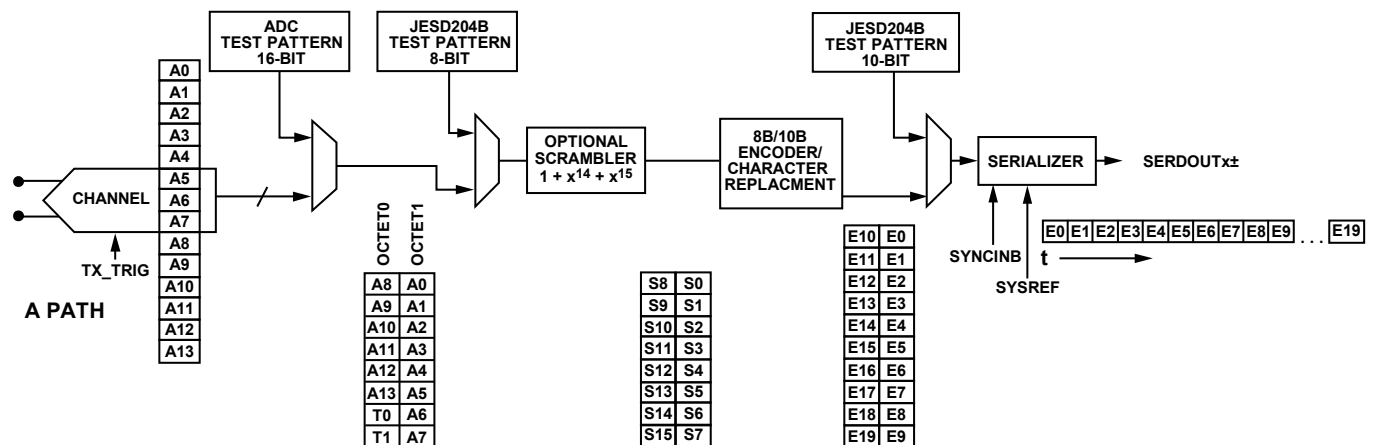 ADC
TEST PATTERN
16-BIT
JESD204B
TEST PATTERN
8-BIT
JESD204B
TEST PATTERN
10-BIT
A0
A1
A2
A3
A4
A5
A6
A7
A8
A9
A10
A11
A12
A13
CHANNEL
TX_TRIG
A PATH
OPTIONAL
SCRAMBLER
1 + x14 + x15
8B/10B
ENCODER/
CHARACTER
REPLACMENT
SERIALIZER
SERDOUTx±
SYNCINB
SYSREF
E0 E1 E2 E3 E4 E5 E6 E7 E8 E9 ... E19
t
OCTET0 OCTET1
A8 A0
A9 A1
A10 A2
A11 A3
A12 A4
A13 A5
T0 A6
T1 A7
S8 S0
S9 S1
S10 S2
S11 S3
S12 S4
S13 S5
S14 S6
S15 S7
E10 E0
E11 E1
E12 E2
E13 E3
E14 E4
E15 E5
E16 E6
E17 E7
E18 E8
E19 E9